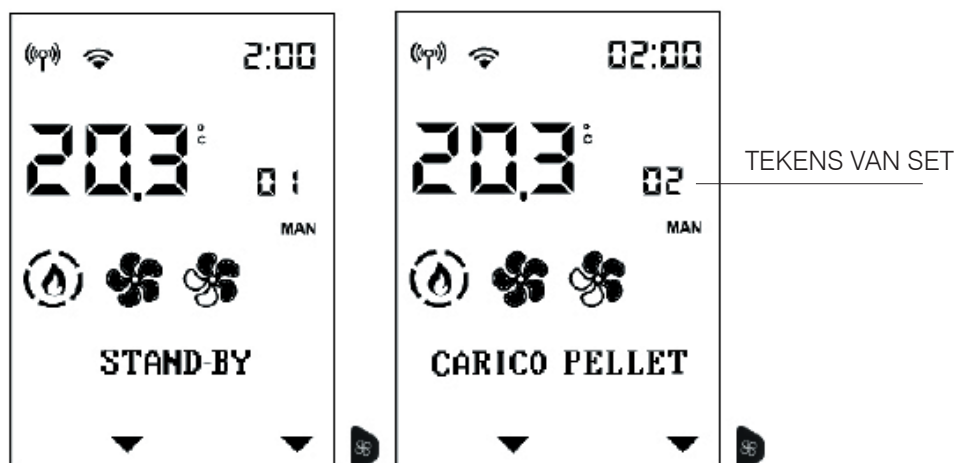 2:00
20.3 °C
01
MAN
STAND-BY
02:00
20.3 °C
02
TEKENS VAN SET
MAN
CARICO PELLET